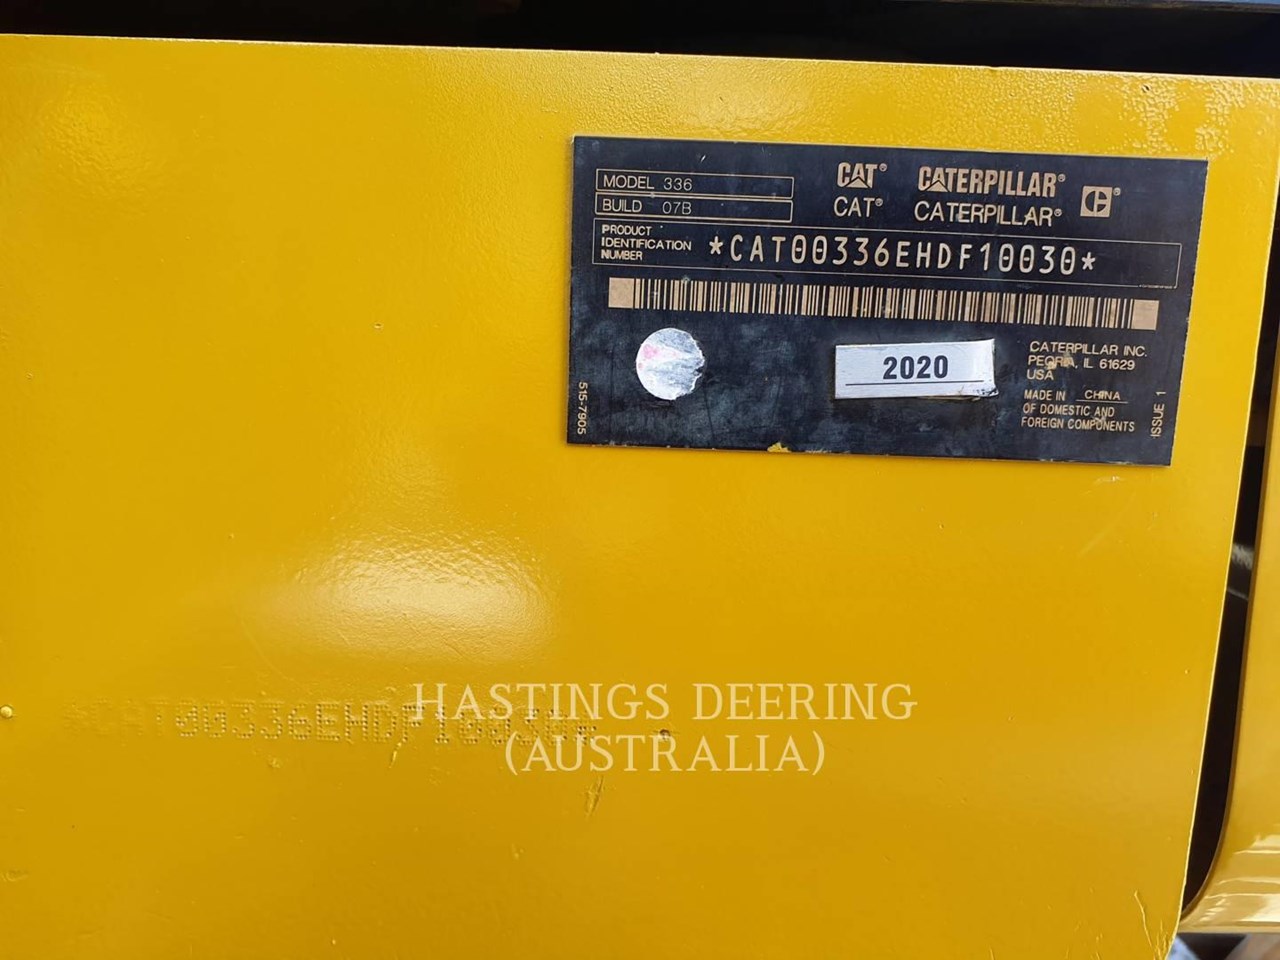 MODEL 336
BUILD 07B
CAT® CATERPILLAR® ®
CAT® CATERPILLAR®
PRODUCT
IDENTIFICATION
NUMBER
*CAT00336EHDF10030*
2020
CATERPILLAR INC.
PEORIA, IL 61629
USA
MADE IN CHINA
OF DOMESTIC AND
FOREIGN COMPONENTS
515-7905
ISSUE 1
*CAT00336EHDF10030*
HASTINGS DEERING
(AUSTRALIA)